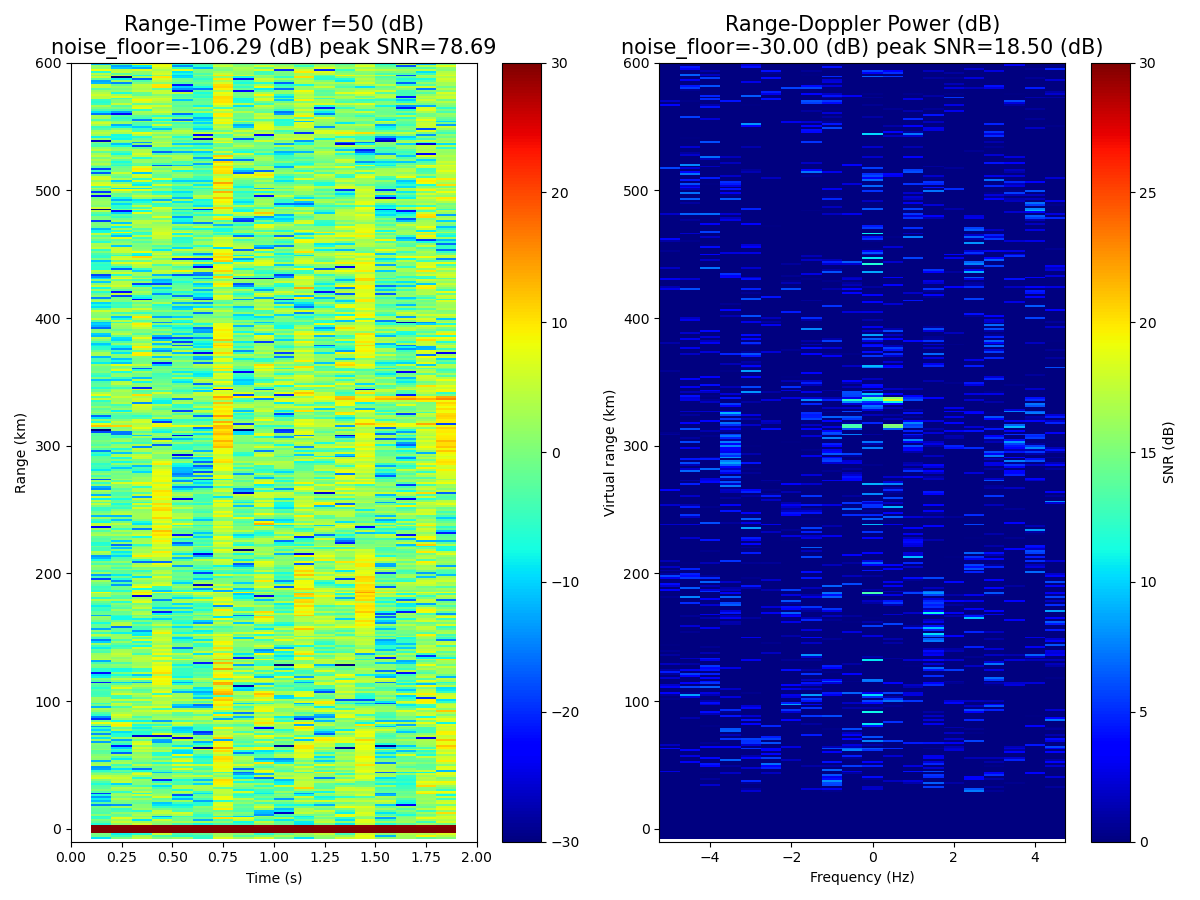 Range-Time Power f=50 (dB)
noise_floor=-106.29 (dB) peak SNR=78.69
Range (km)
600
500
400
300
200
100
0
0.00 0.25 0.50 0.75 1.00 1.25 1.50 1.75 2.00
Time (s)
30
20
10
0
−10
−20
−30
Range-Doppler Power (dB)
noise_floor=-30.00 (dB) peak SNR=18.50 (dB)
Virtual range (km)
600
500
400
300
200
100
0
−4 −2 0 2 4
Frequency (Hz)
30
25
20
15
10
5
0
SNR (dB)